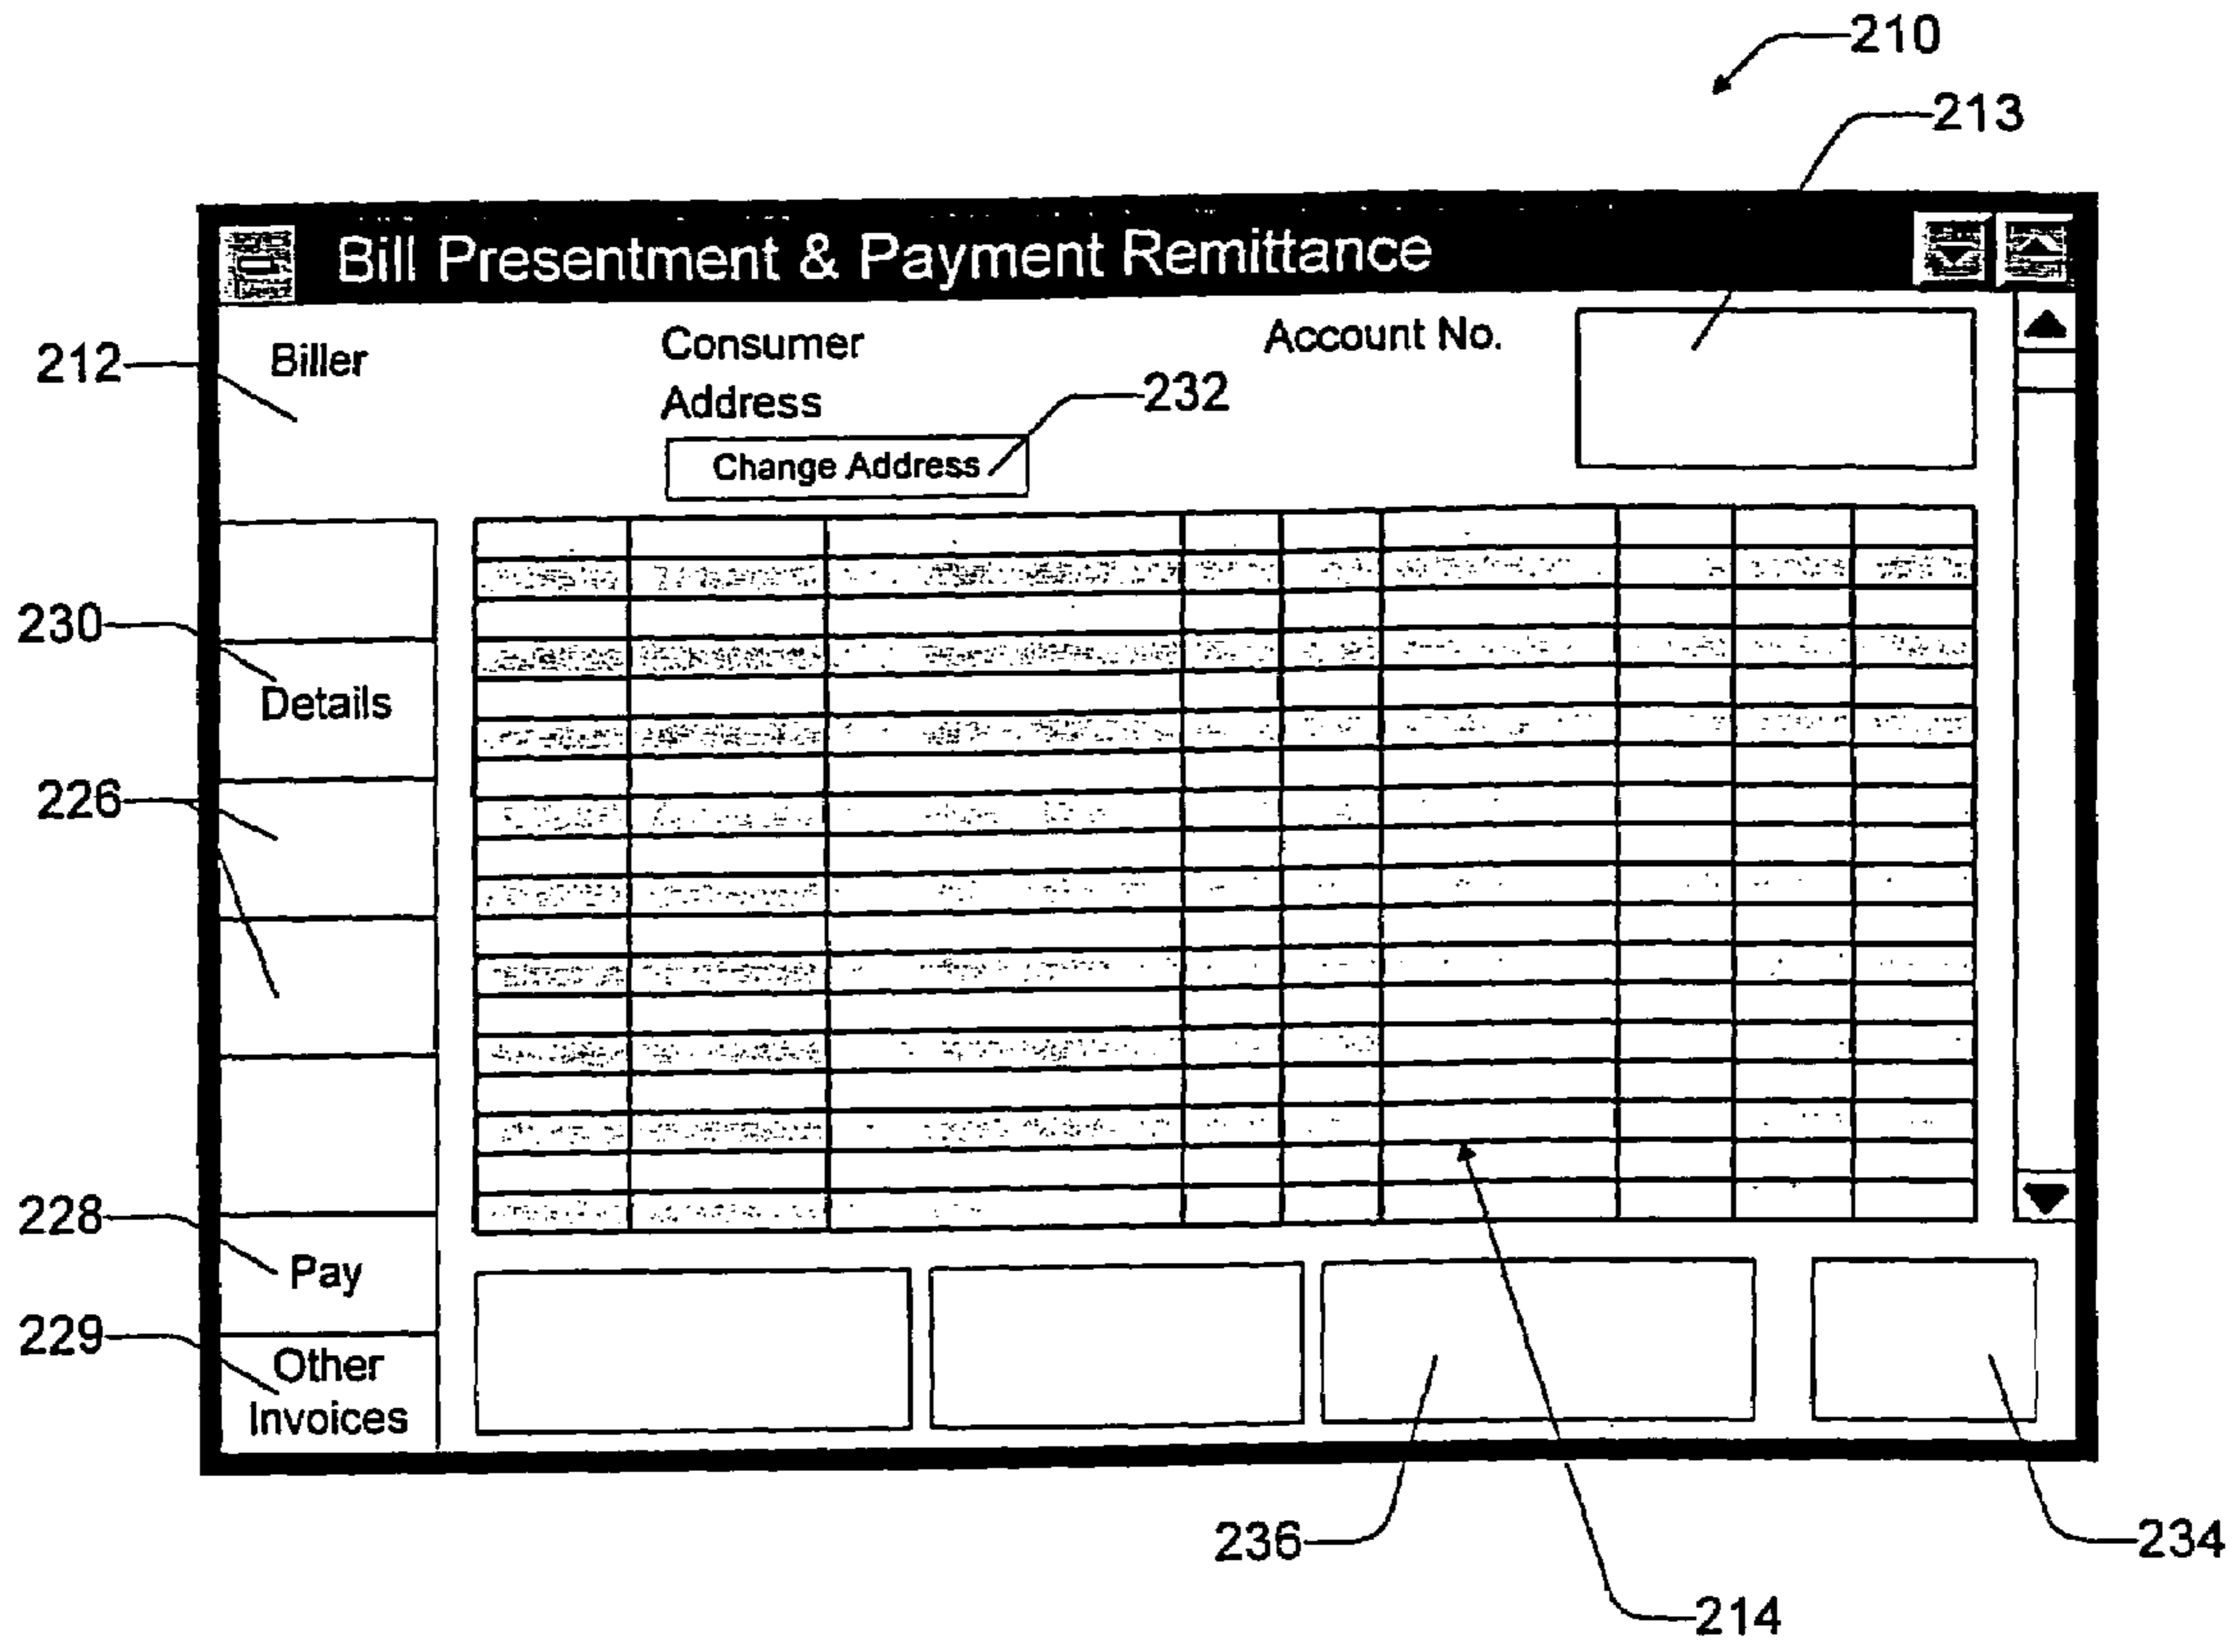 210
213
Bill Presentment & Payment Remittance
212
Biller
Consumer
Address
Account No.
232
Change Address
230
Details
226
228
Pay
229
Other
Invoices
236
234
214